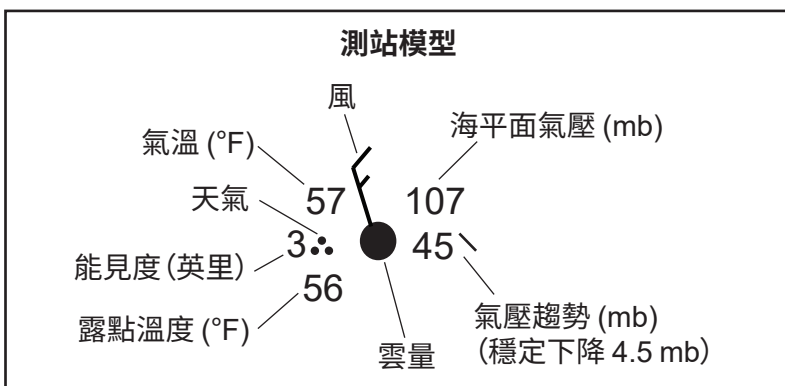 測站模型
風
海平面氣壓 (mb)
氣溫 (°F)
天氣
57
107
3
45
能見度 (英里)
56
露點溫度 (°F)
氣壓趨勢 (mb)
(穩定下降 4.5 mb)
雲量